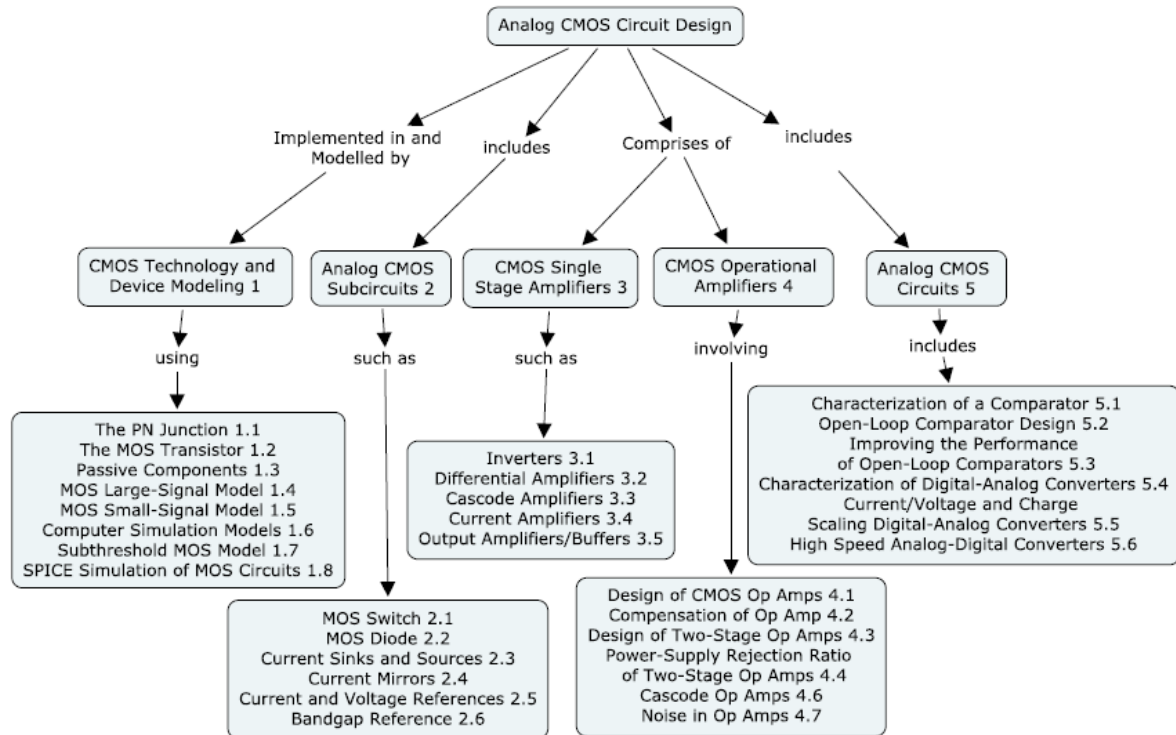 Analog CMOS Circuit Design
Implemented in and
Modelled by
includes
Comprises of
includes
CMOS Technology and
Device Modeling 1
Analog CMOS
Subcircuits 2
CMOS Single
Stage Amplifiers 3
CMOS Operational
Amplifiers 4
Analog CMOS
Circuits 5
using
such as
such as
involving
includes
The PN Junction 1.1
The MOS Transistor 1.2
Passive Components 1.3
MOS Large-Signal Model 1.4
MOS Small-Signal Model 1.5
Computer Simulation Models 1.6
Subthreshold MOS Model 1.7
SPICE Simulation of MOS Circuits 1.8
MOS Switch 2.1
MOS Diode 2.2
Current Sinks and Sources 2.3
Current Mirrors 2.4
Current and Voltage References 2.5
Bandgap Reference 2.6
Inverters 3.1
Differential Amplifiers 3.2
Cascode Amplifiers 3.3
Current Amplifiers 3.4
Output Amplifiers/Buffers 3.5
Design of CMOS Op Amps 4.1
Compensation of Op Amp 4.2
Design of Two-Stage Op Amps 4.3
Power-Supply Rejection Ratio
of Two-Stage Op Amps 4.4
Cascode Op Amps 4.6
Noise in Op Amps 4.7
Characterization of a Comparator 5.1
Open-Loop Comparator Design 5.2
Improving the Performance
of Open-Loop Comparators 5.3
Characterization of Digital-Analog Converters 5.4
Current/Voltage and Charge
Scaling Digital-Analog Converters 5.5
High Speed Analog-Digital Converters 5.6